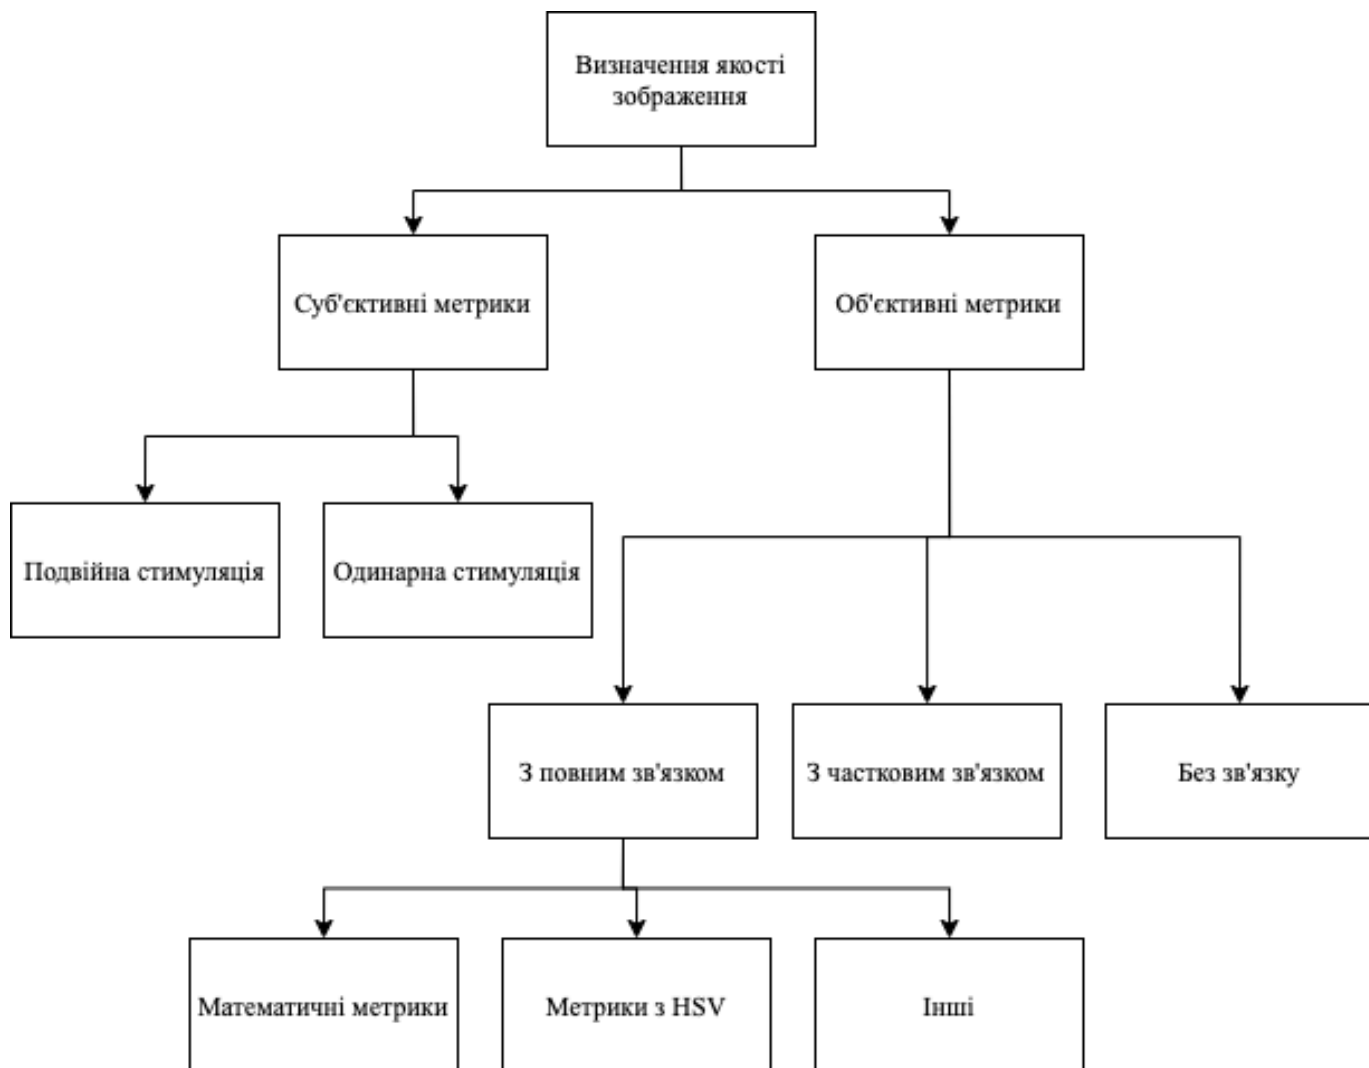 Визначення якості
зображення
Суб'єктивні метрики
Об'єктивні метрики
Подвійна стимуляція
Одинарна стимуляція
З повним зв'язком
З частковим зв'язком
Без зв'язку
Математичні метрики
Метрики з HSV
Інші